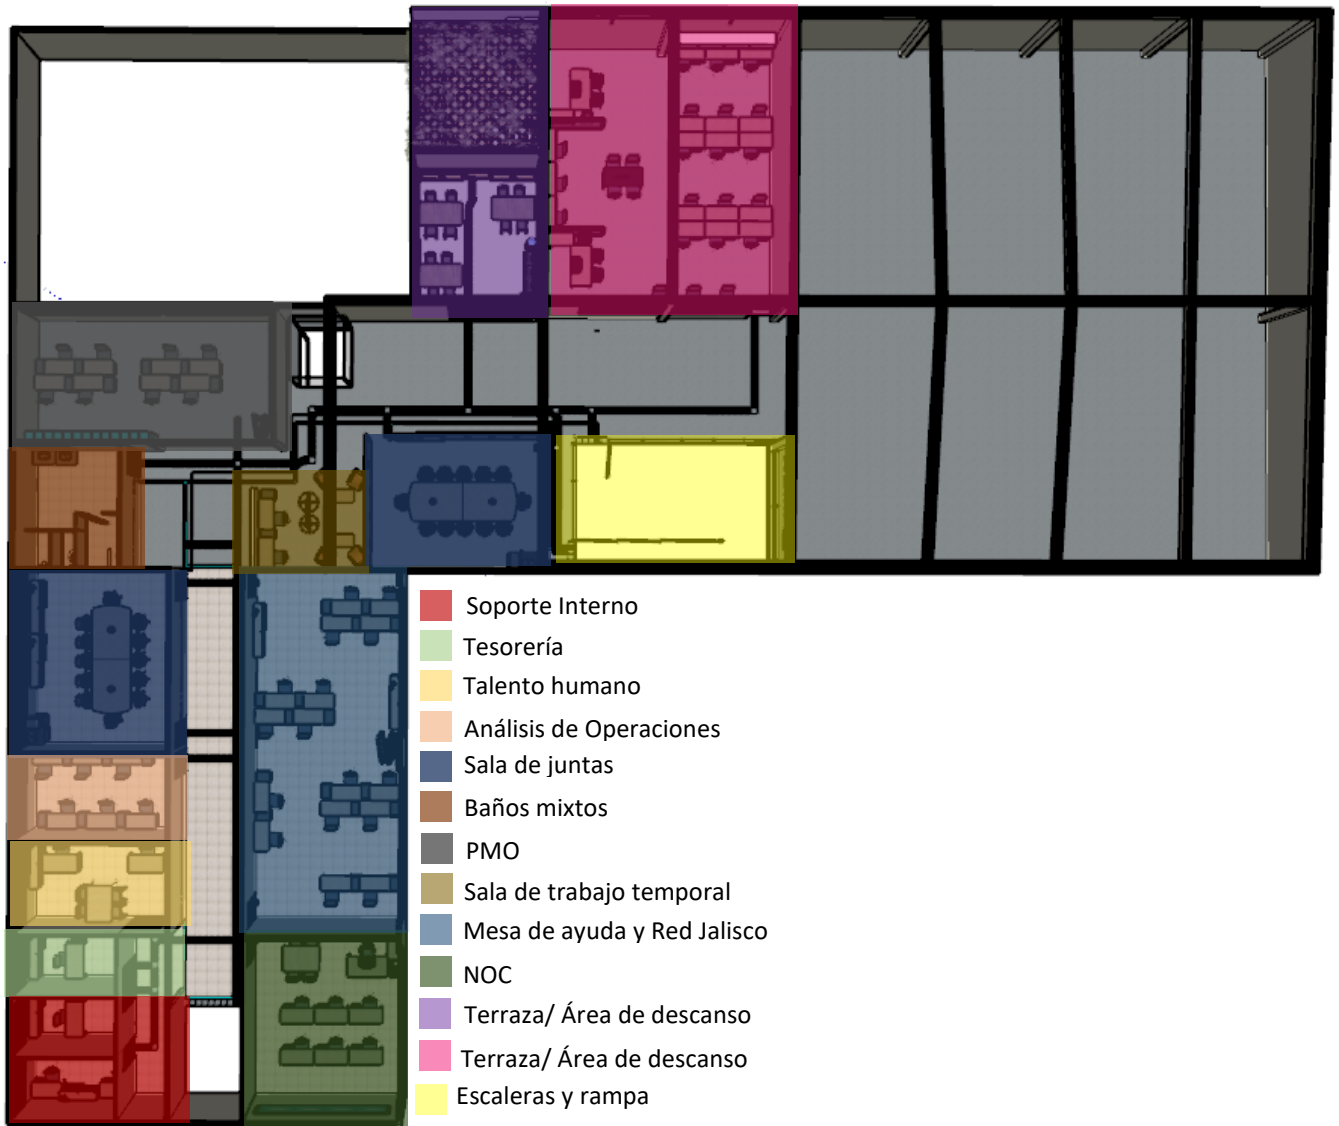 Soporte Interno
Tesorería
Talento humano
Análisis de Operaciones
Sala de juntas
Baños mixtos
PMO
Sala de trabajo temporal
Mesa de ayuda y Red Jalisco
NOC
Terraza/ Área de descanso
Terraza/ Área de descanso
Escaleras y rampa